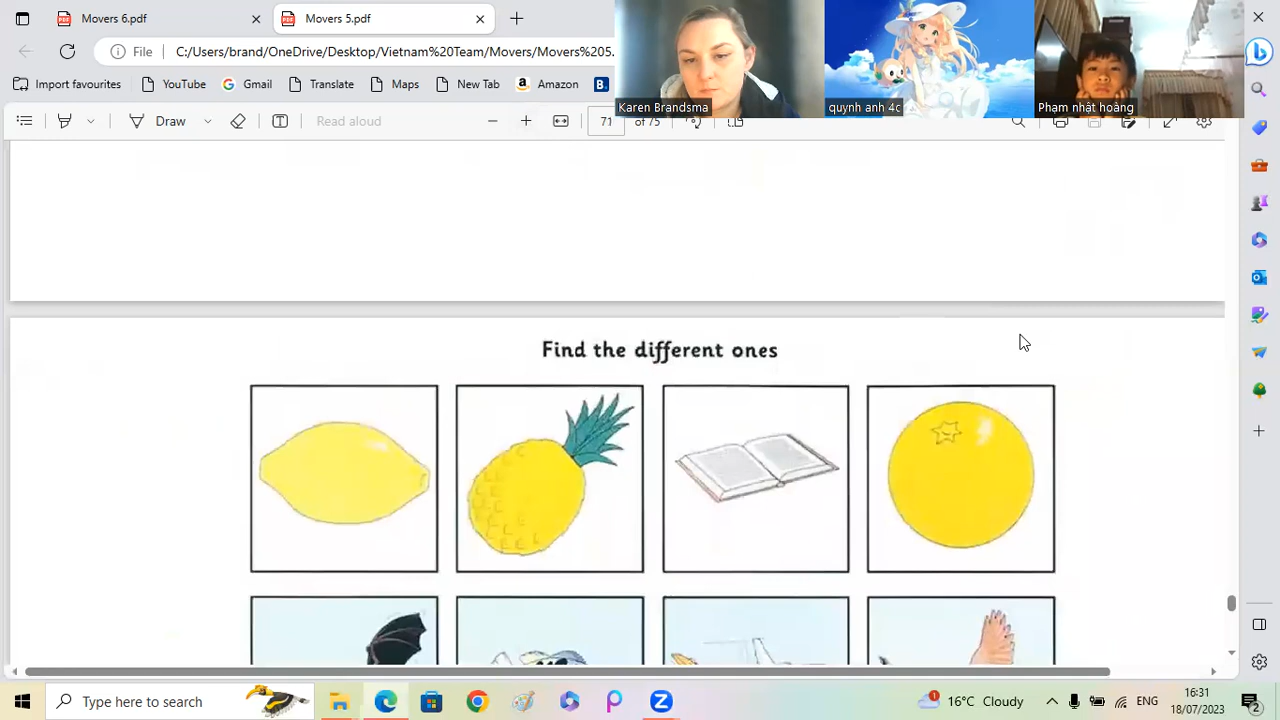 Movers 6.pdf
Movers 5.pdf
File
C:/Users/brand/OneDrive/Desktop/Vietnam%20Team/Movers/Movers%205.
Import favourites
YouTube
Gmail
Translate
Maps
New Tab
Amazon
Draw
Read aloud
71 of 75
Karen Brandsma
quynh anh 4c
Phạm nhật hoàng
Find the different ones
Type here to search
16°C Cloudy
ENG
16:31
18/07/2023